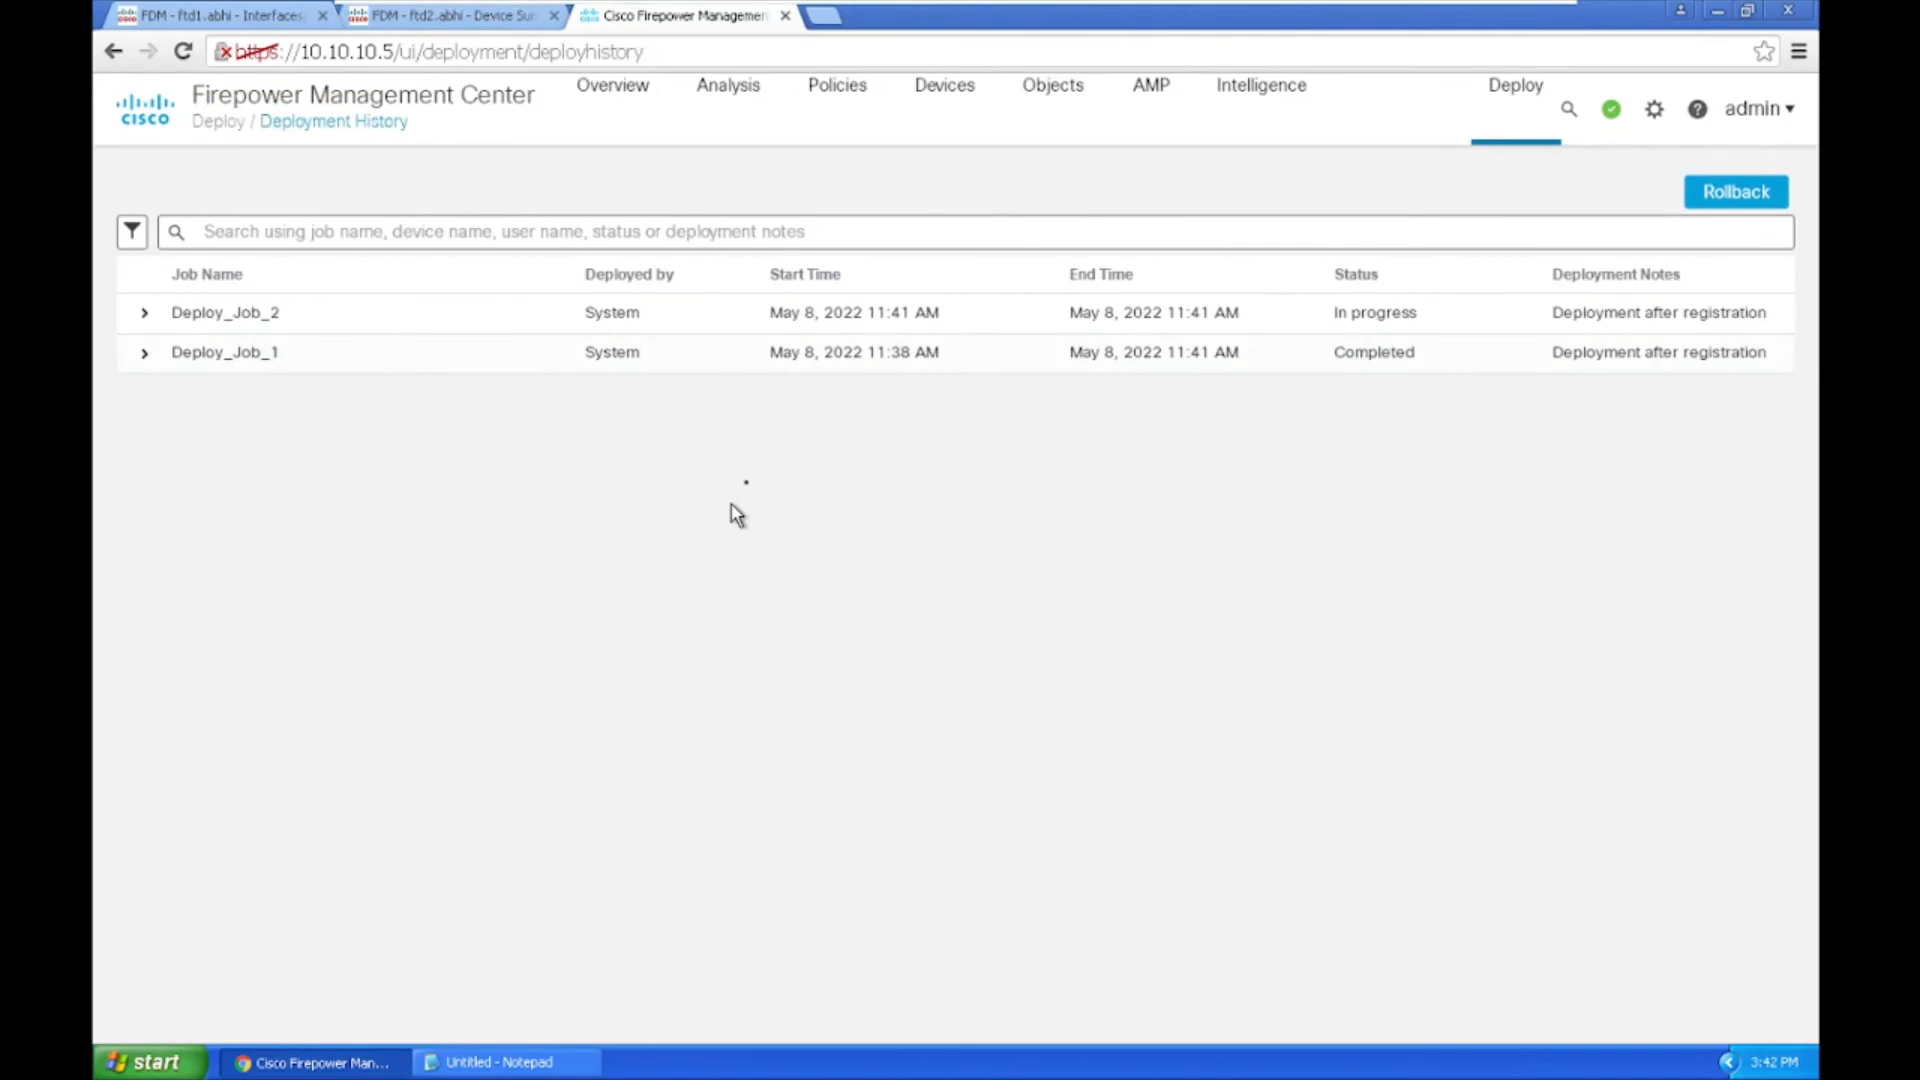 FDM - ftd1.abhi - Interfaces
FDM - ftd2.abhi - Device Su
Cisco Firepower Managemen
https://10.10.10.5/ui/deployment/deployhistory
CISCO
Firepower Management Center
Deploy / Deployment History
Overview Analysis Policies Devices Objects AMP Intelligence Deploy
admin
Rollback
Search using job name, device name, user name, status or deployment notes
Job Name Deployed by Start Time End Time Status Deployment Notes
Deploy_Job_2 System May 8, 2022 11:41 AM May 8, 2022 11:41 AM In progress Deployment after registration
Deploy_Job_1 System May 8, 2022 11:38 AM May 8, 2022 11:41 AM Completed Deployment after registration
start
Cisco Firepower Man...
Untitled - Notepad
3:42 PM